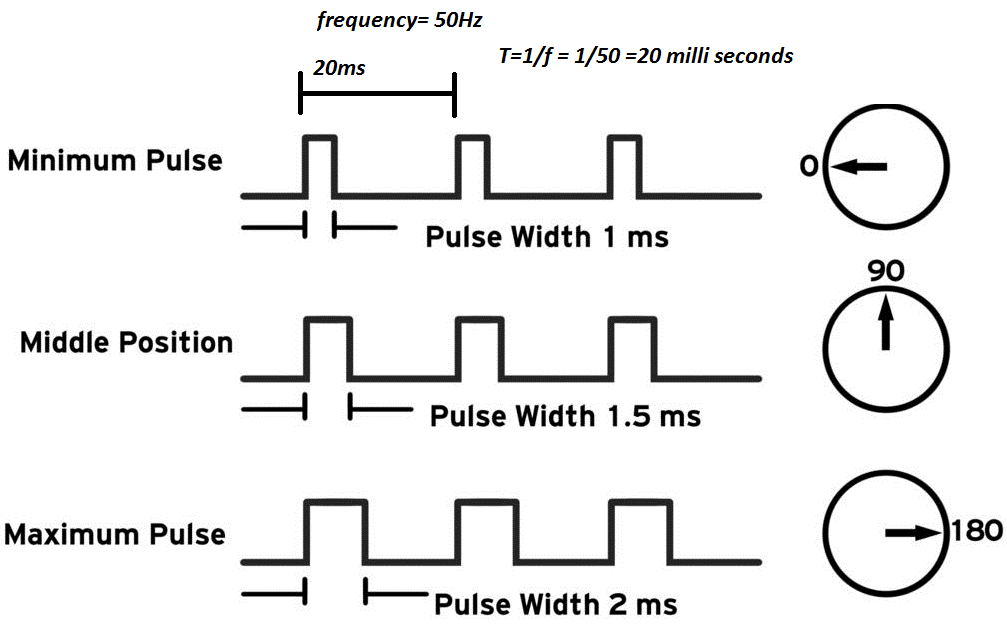 frequency= 50Hz
T=1/f = 1/50 =20 milli seconds
20ms
Minimum Pulse
0
Pulse Width 1 ms
90
Middle Position
Pulse Width 1.5 ms
Maximum Pulse
180
Pulse Width 2 ms